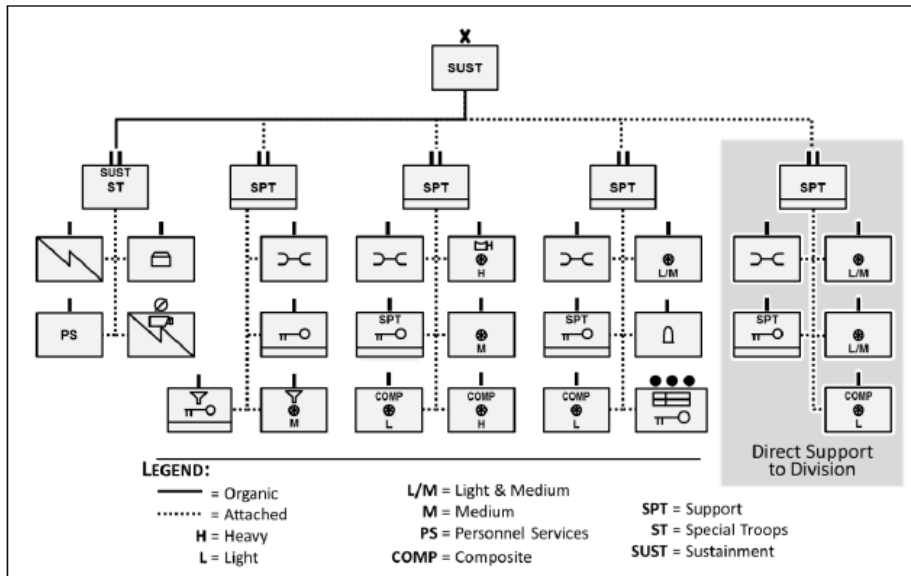 SUST
SUST
ST
SPT
SPT
SPT
SPT
H
L/M
L/M
PS
SPT
M
SPT
SPT
L/M
M
COMP
L
COMP
H
COMP
L
COMP
L
Direct Support
to Division
LEGEND:
= Organic
= Attached
H = Heavy
L = Light
L/M = Light & Medium
M = Medium
PS = Personnel Services
COMP = Composite
SPT = Support
ST = Special Troops
SUST = Sustainment